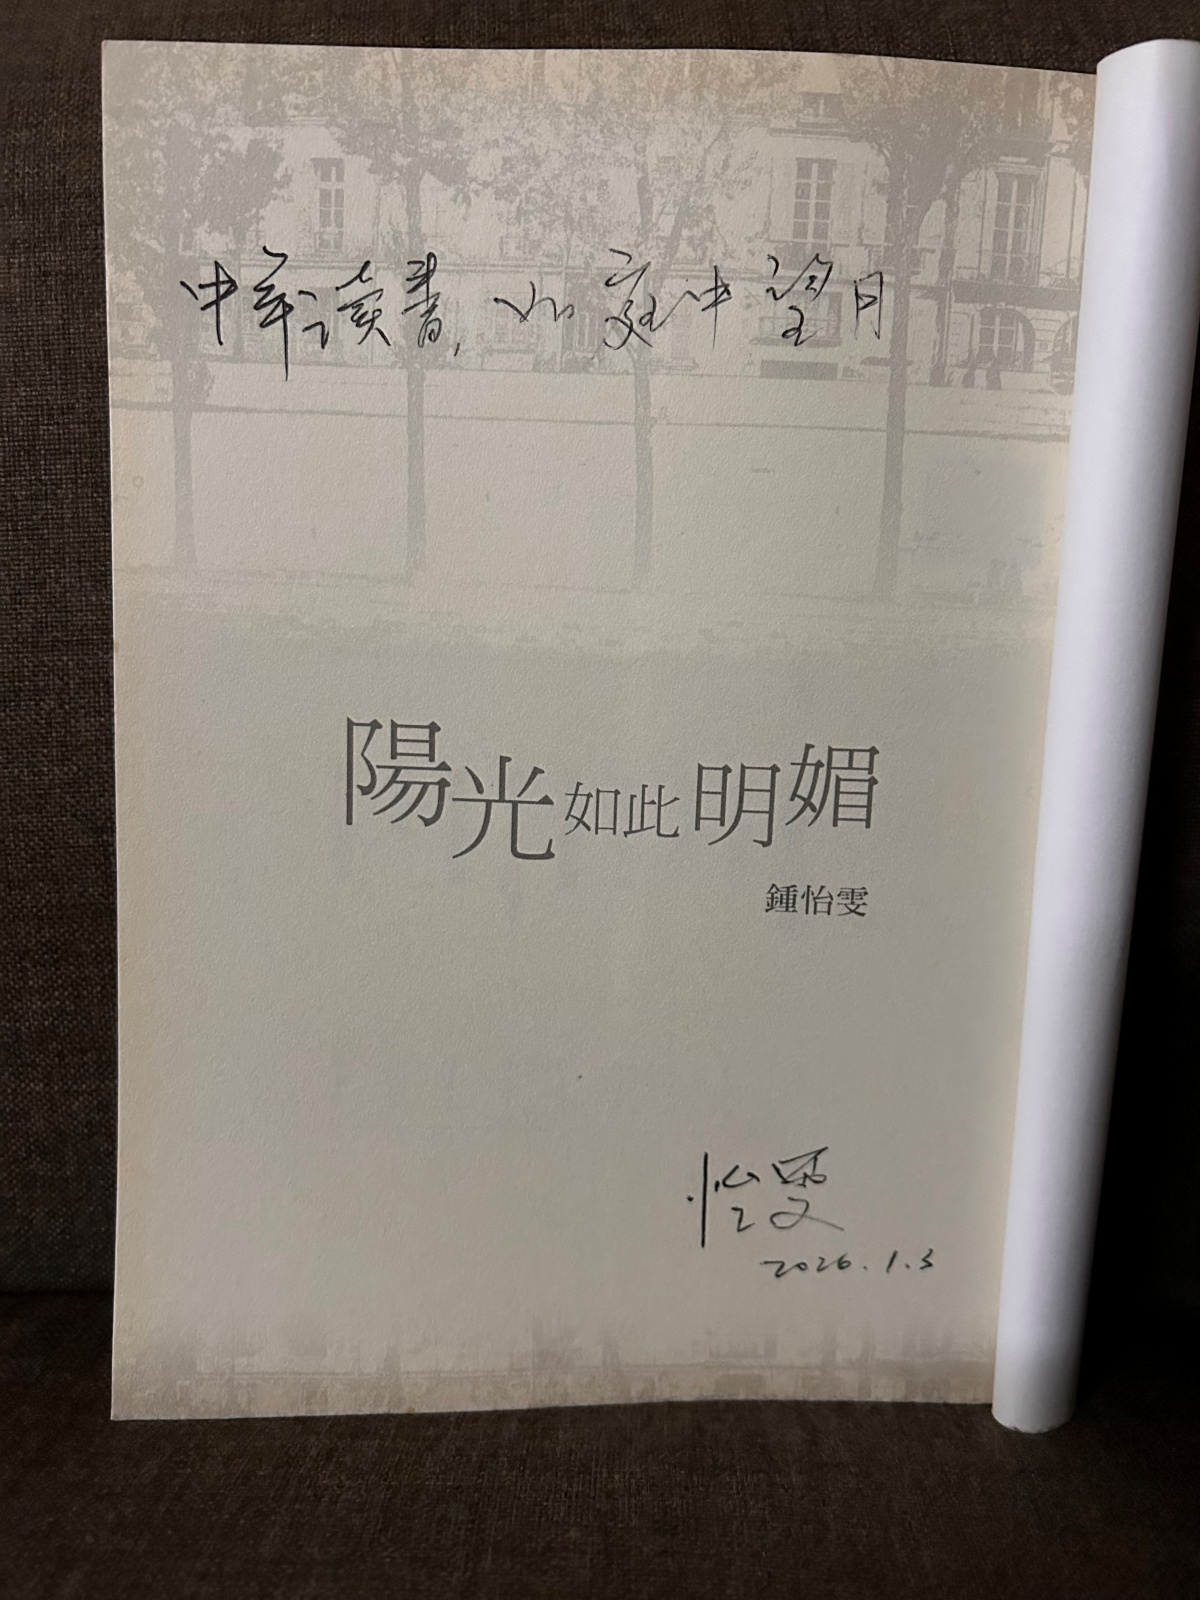 中年讀書,如庭中望月
陽光如此明媚
鍾怡雯
怡雯
2026.1.3